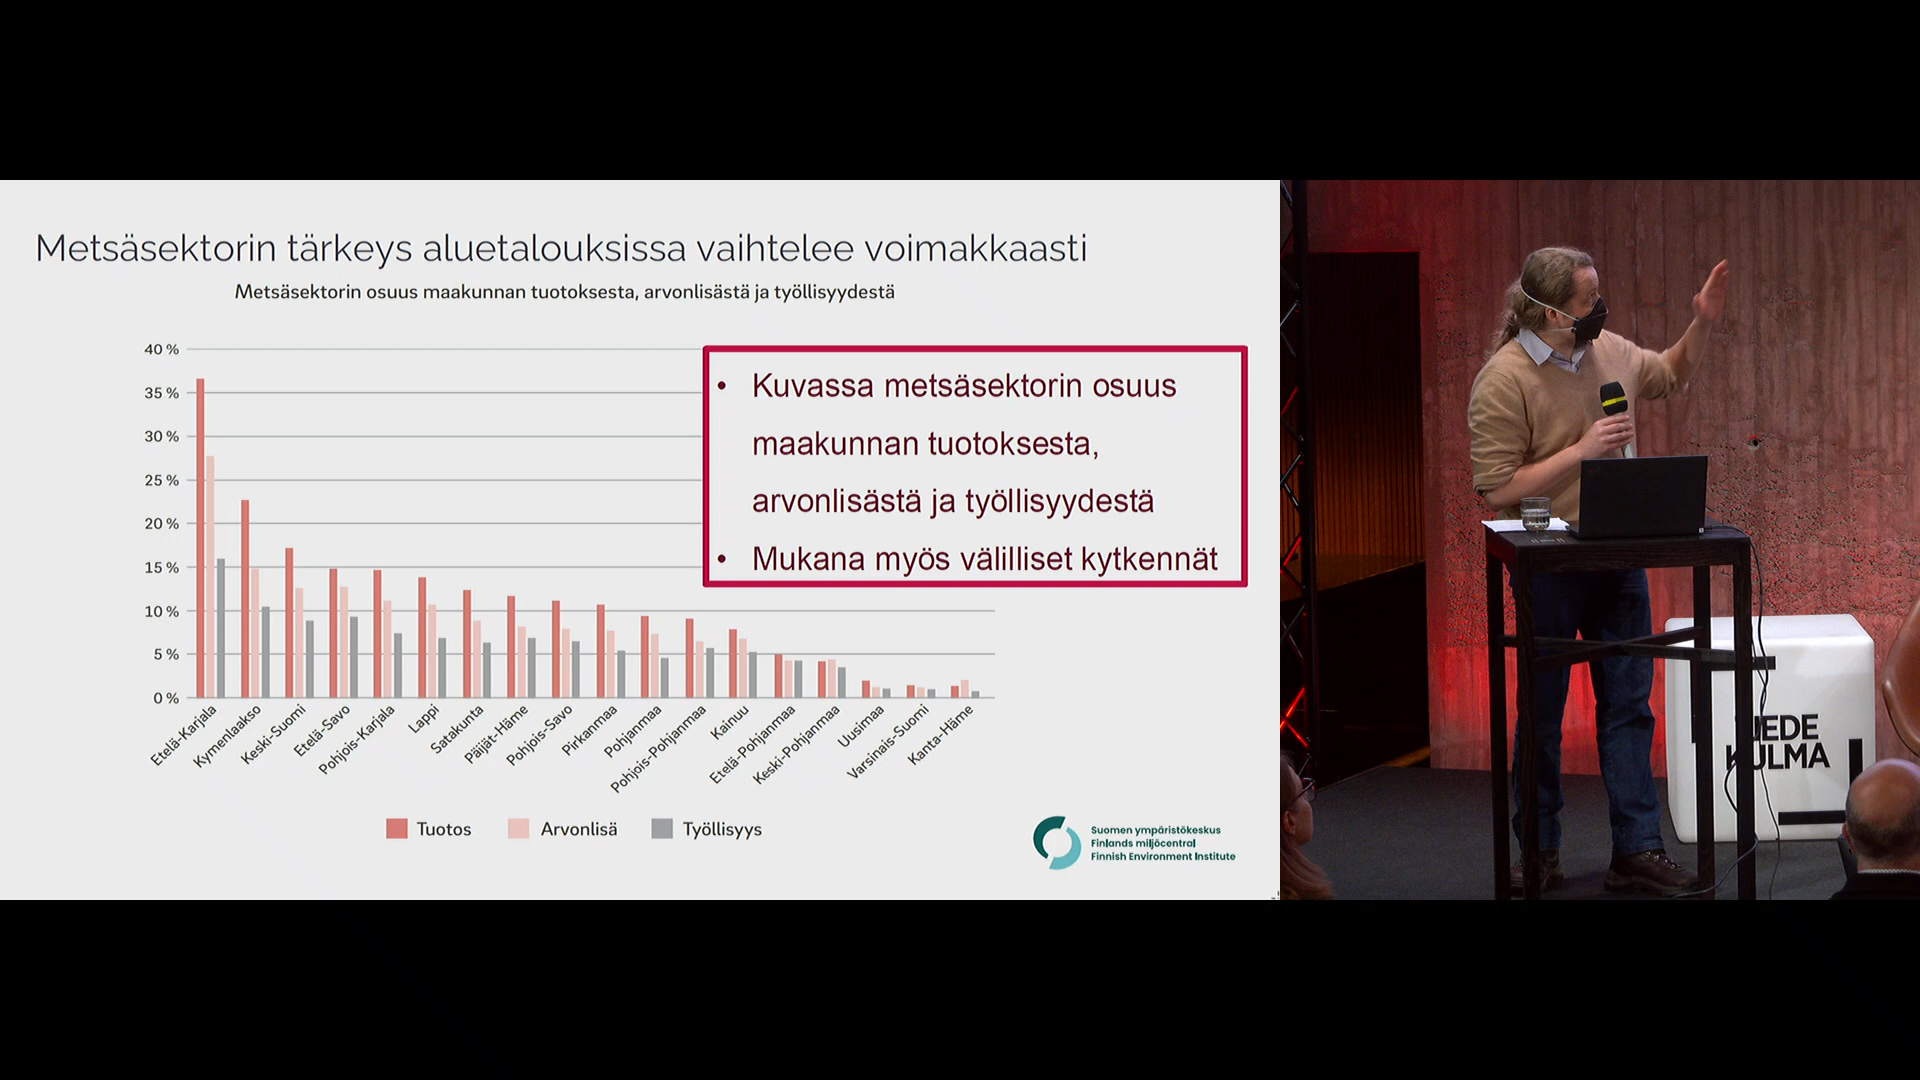 Metsäsektorin tärkeys aluetalouksissa vaihtelee voimakkaasti
Metsäsektorin osuus maakunnan tuotoksesta, arvonlisästä ja työllisyydestä
40 %
35 %
30 %
25 %
20 %
15 %
10 %
5 %
0 %
• Kuvassa metsäsektorin osuus
maakunnan tuotoksesta,
arvonlisästä ja työllisyydestä
• Mukana myös välilliset kytkennät
Etelä-Karjala
Kymenlaakso
Keski-Suomi
Etelä-Savo
Pohjois-Karjala
Lappi
Satakunta
Päijät-Häme
Pohjois-Savo
Pirkanmaa
Pohjanmaa
Pohjois-Pohjanmaa
Kainuu
Etelä-Pohjanmaa
Keski-Pohjanmaa
Uusimaa
Varsinais-Suomi
Kanta-Häme
Tuotos
Arvonlisä
Työllisyys
Suomen ympäristökeskus
Finlands miljöcentral
Finnish Environment Institute
KULMA